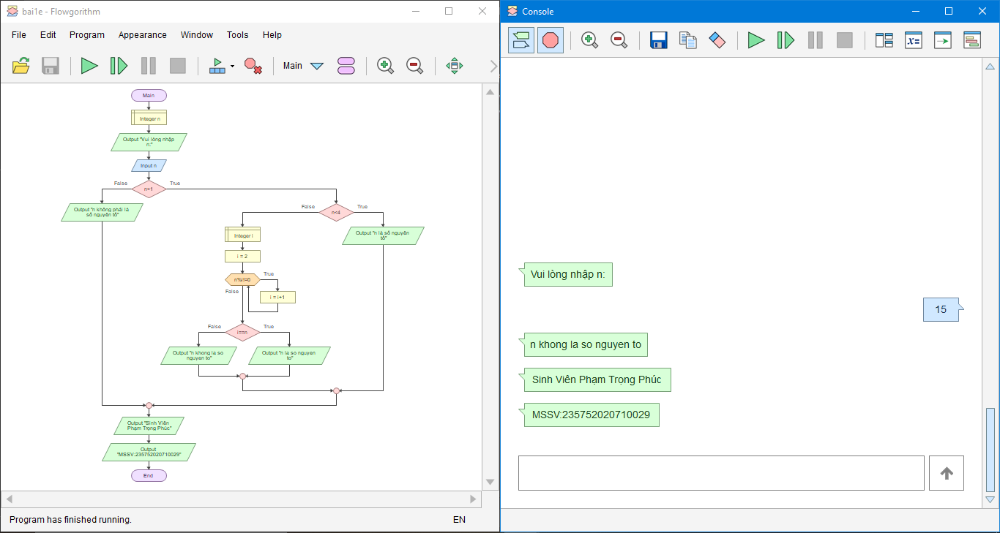 bai1e - Flowgorithm
File Edit Program Appearance Window Tools Help
Main
Main
Integer n
Output "Vui lòng nhập
n:"
Input n
False
True
n>1
Output "n không phải là
số nguyên tố"
False
True
n<4
Output "n là số nguyên
tố"
Integer i
i = 2
n%i!=0
True
False
i = i+1
False
True
i==n
Output "n khong la so
nguyen to"
Output "n la so nguyen
to"
Output "Sinh Viên
Phạm Trọng Phúc"
Output
"MSSV:235752020710029"
End
Program has finished running.
EN
Console
x=
Vui lòng nhập n:
15
n khong la so nguyen to
Sinh Viên Phạm Trọng Phúc
MSSV:235752020710029